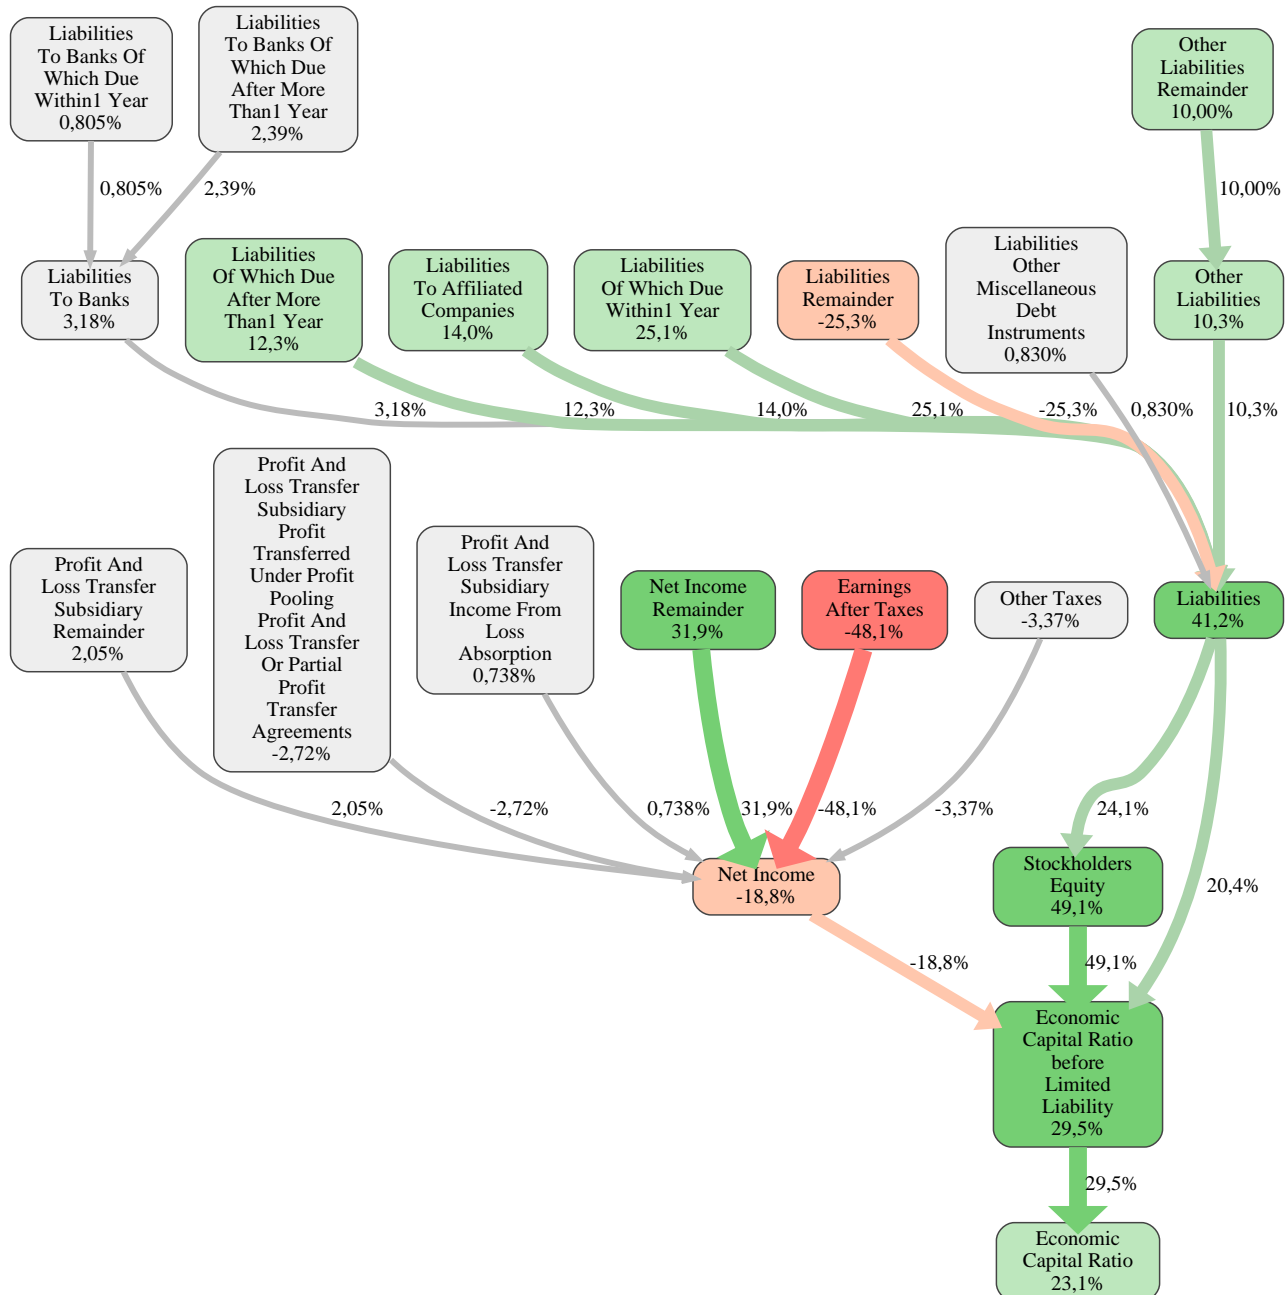 Liabilities
To Banks Of
Which Due
Within1 Year
0,805%
Liabilities
To Banks Of
Which Due
After More
Than1 Year
2,39%
Other
Liabilities
Remainder
10,00%
0,805%
2,39%
10,00%
Liabilities
To Banks
3,18%
Liabilities
Of Which Due
After More
Than1 Year
12,3%
Liabilities
To Affiliated
Companies
14,0%
Liabilities
Of Which Due
Within1 Year
25,1%
Liabilities
Remainder
-25,3%
Liabilities
Other
Miscellaneous
Debt
Instruments
0,830%
Other
Liabilities
10,3%
3,18%
12,3%
14,0%
25,1%
-25,3%
0,830%
10,3%
Profit And
Loss Transfer
Subsidiary
Remainder
2,05%
Profit And
Loss Transfer
Subsidiary
Profit
Transferred
Under Profit
Pooling
Profit And
Loss Transfer
Or Partial
Profit
Transfer
Agreements
-2,72%
Profit And
Loss Transfer
Subsidiary
Income From
Loss
Absorption
0,738%
Net Income
Remainder
31,9%
Earnings
After Taxes
-48,1%
Other Taxes
-3,37%
Liabilities
41,2%
2,05%
-2,72%
0,738%
31,9%
-48,1%
-3,37%
24,1%
20,4%
Net Income
-18,8%
Stockholders
Equity
49,1%
-18,8%
49,1%
Economic
Capital Ratio
before
Limited
Liability
29,5%
29,5%
Economic
Capital Ratio
23,1%